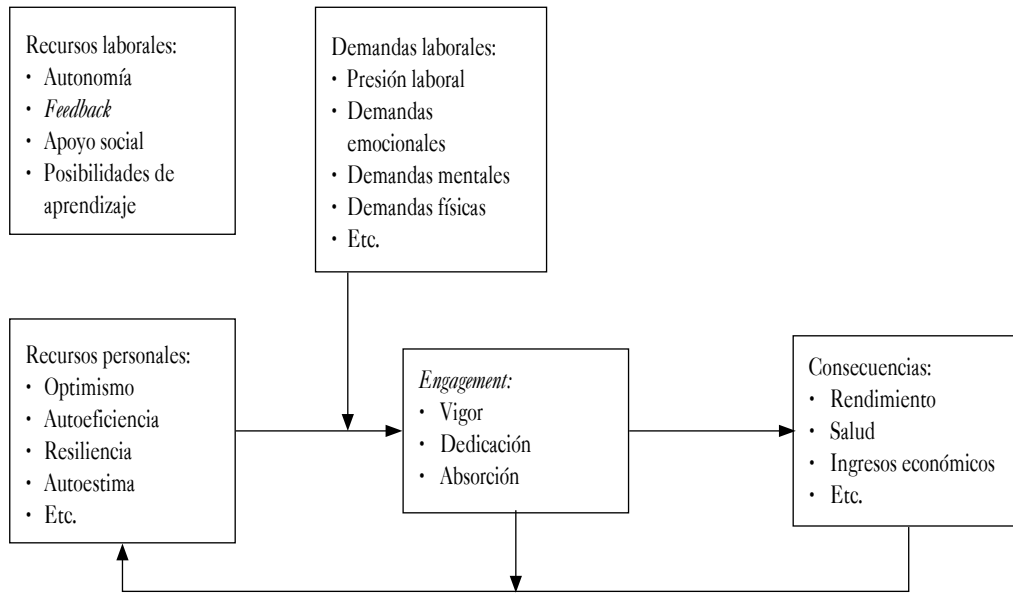 Recursos laborales:
• Autonomía
• Feedback
• Apoyo social
• Posibilidades de
aprendizaje
Demandas laborales:
• Presión laboral
• Demandas
emocionales
• Demandas mentales
• Demandas físicas
• Etc.
Recursos personales:
• Optimismo
• Autoeficiencia
• Resiliencia
• Autoestima
• Etc.
Engagement:
• Vigor
• Dedicación
• Absorción
Consecuencias:
• Rendimiento
• Salud
• Ingresos económicos
• Etc.